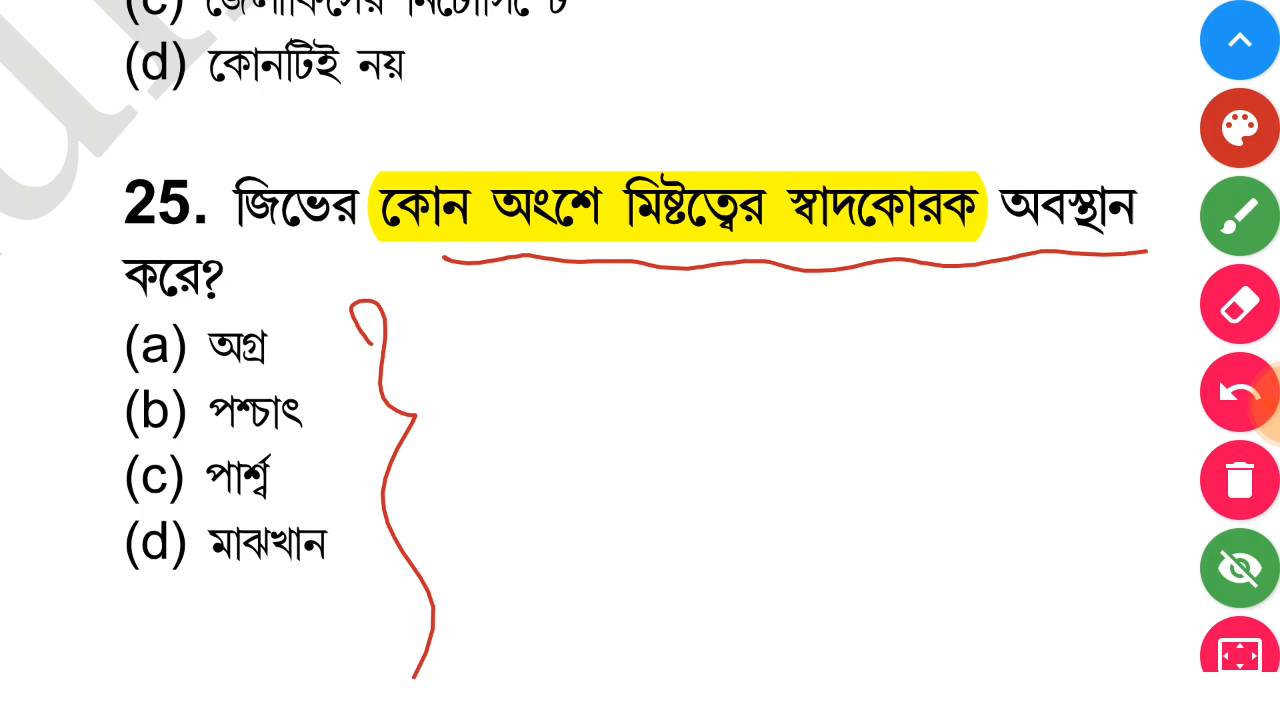 (d) কোনটিই নয়
25. জিভের কোন অংশে মিষ্টত্বের স্বাদকোরক অবস্থান
করে?
(a) অগ্র
(b) পশ্চাৎ
(c) পার্শ্ব
(d) মাঝখান